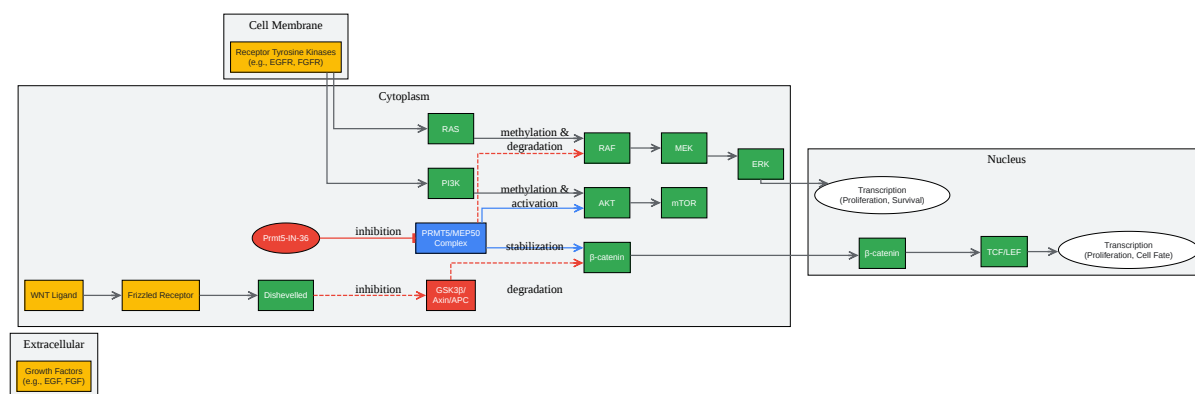 Cell Membrane
Receptor Tyrosine Kinases
(e.g., EGFR, FGFR)
Cytoplasm
RAS
methylation &
degradation
RAF
MEK
ERK
PI3K
methylation &
activation
AKT
mTOR
Prmt5-IN-36
inhibition
PRMT5/MEP50
Complex
stabilization
β-catenin
WNT Ligand
Frizzled Receptor
Dishevelled
inhibition
GSK3β/
Axin/APC
degradation
Nucleus
Transcription
(Proliferation, Survival)
β-catenin
TCF/LEF
Transcription
(Proliferation, Cell Fate)
Extracellular
Growth Factors
(e.g., EGF, FGF)